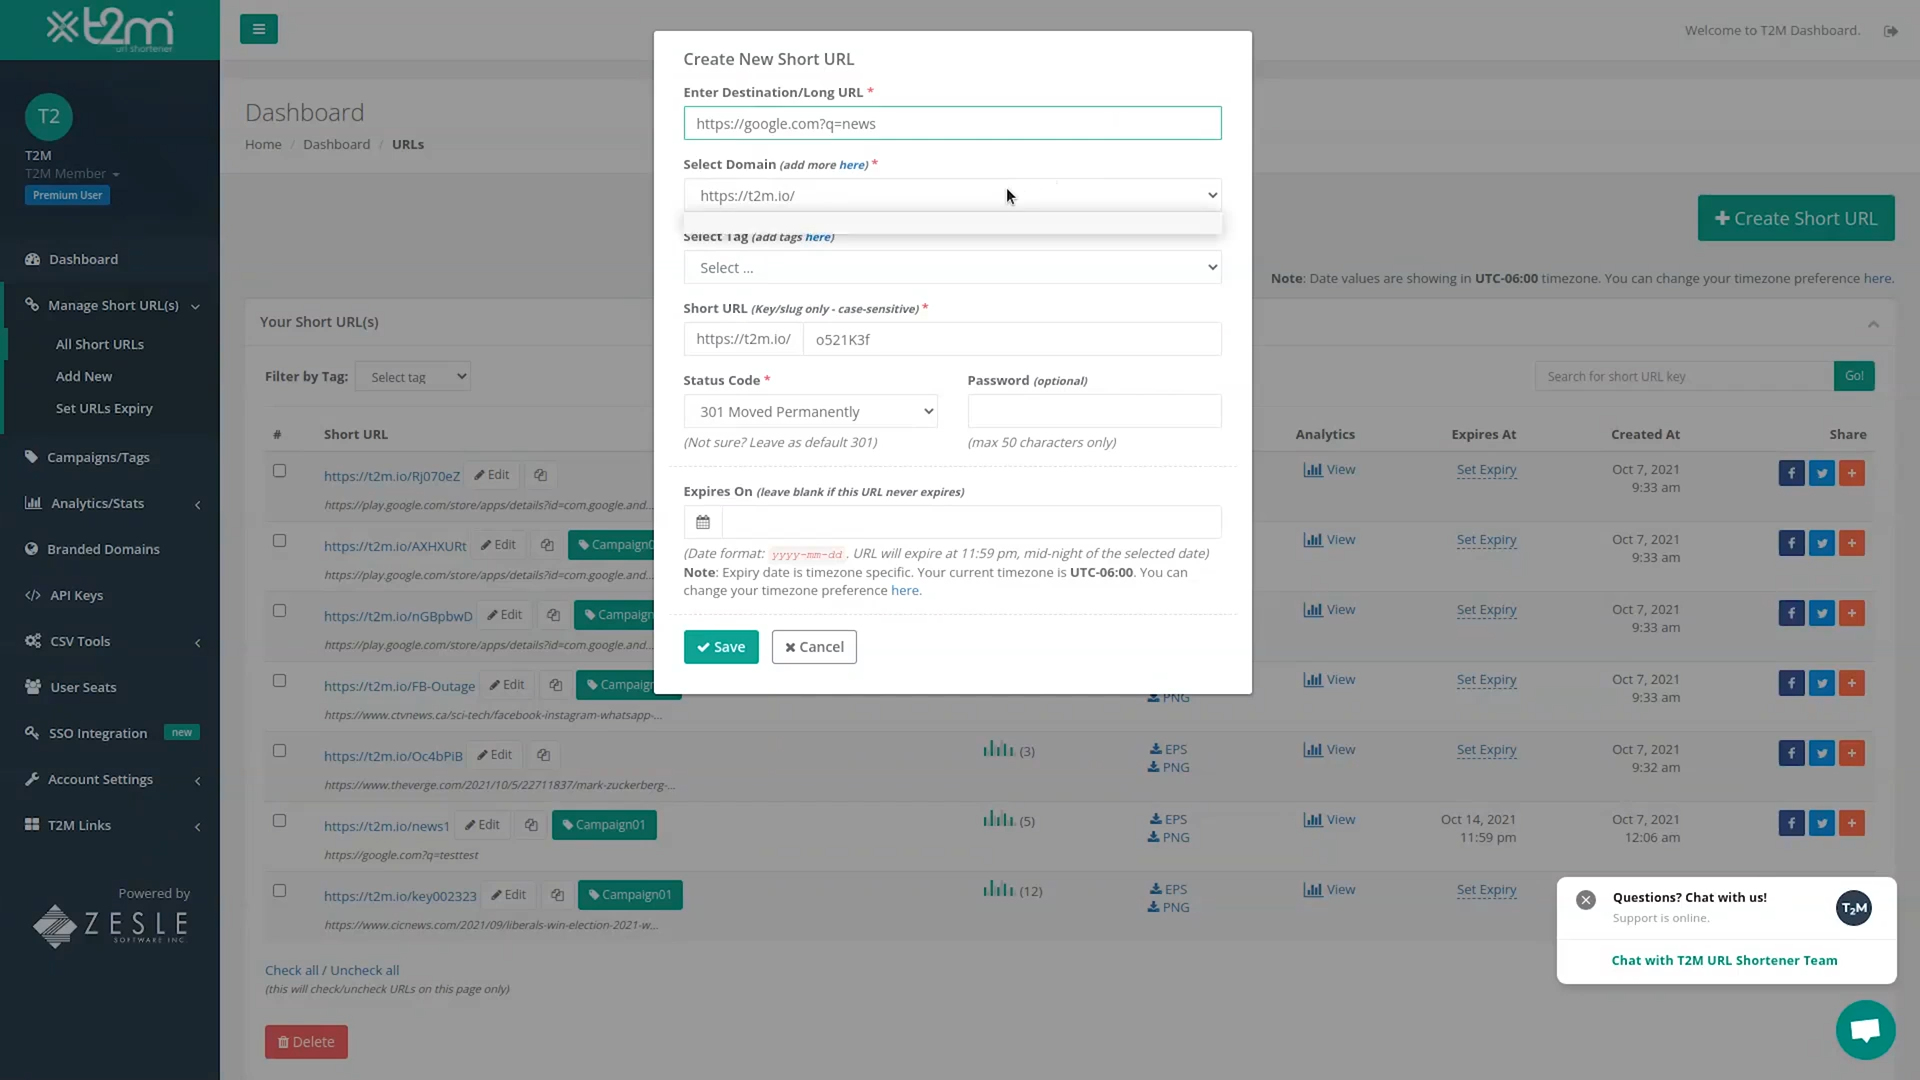 t2m
url shortener
Welcome to T2M Dashboard.
T2
T2M
T2M Member
Premium User
Dashboard
Manage Short URL(s)
All Short URLs
Add New
Set URLs Expiry
Campaigns/Tags
Analytics/Stats
Branded Domains
API Keys
CSV Tools
User Seats
SSO Integration new
Account Settings
T2M Links
Powered by
ZESLE
SOFTWARE INC
Dashboard
Home / Dashboard / URLs
Create Short URL
Note: Date values are showing in UTC-06:00 timezone. You can change your timezone preference here.
Your Short URL(s)
Filter by Tag: Select tag
Search for short URL key Go!
# Short URL Analytics Expires At Created At Share
https://t2m.io/Rj070eZ Edit View Set Expiry Oct 7, 2021
9:33 am
https://play.google.com/store/apps/details?id=com.google.and...
https://t2m.io/AXHXURt Edit Campaign0 View Set Expiry Oct 7, 2021
9:33 am
https://play.google.com/store/apps/details?id=com.google.and...
https://t2m.io/nGBpbwD Edit Campaign View Set Expiry Oct 7, 2021
9:33 am
https://play.google.com/store/apps/details?id=com.google.and...
https://t2m.io/FB-Outage Edit Campaign View Set Expiry Oct 7, 2021
PNG 9:33 am
https://www.ctvnews.ca/sci-tech/facebook-instagram-whatsapp-...
https://t2m.io/Oc4bPiB Edit (3) EPS View Set Expiry Oct 7, 2021
PNG 9:32 am
https://www.theverge.com/2021/10/5/22711837/mark-zuckerberg-...
https://t2m.io/news1 Edit Campaign01 (5) EPS View Oct 14, 2021 Oct 7, 2021
PNG 11:59 pm 12:06 am
https://google.com?q=testtest
https://t2m.io/key002323 Edit Campaign01 (12) EPS View Set Expiry
PNG
https://www.cicnews.com/2021/09/liberals-win-election-2021-w...
Check all / Uncheck all
(this will check/uncheck URLs on this page only)
Delete
Create New Short URL
Enter Destination/Long URL *
https://google.com?q=news
Select Domain (add more here) *
https://t2m.io/
Select Tag (add tags here)
Select ...
Short URL (Key/slug only - case-sensitive) *
https://t2m.io/ o521K3f
Status Code * Password (optional)
301 Moved Permanently
(Not sure? Leave as default 301) (max 50 characters only)
Expires On (leave blank if this URL never expires)
(Date format: yyyy-mm-dd. URL will expire at 11:59 pm, mid-night of the selected date)
Note: Expiry date is timezone specific. Your current timezone is UTC-06:00. You can
change your timezone preference here.
Save Cancel
Questions? Chat with us!
Support is online.
T2M
Chat with T2M URL Shortener Team